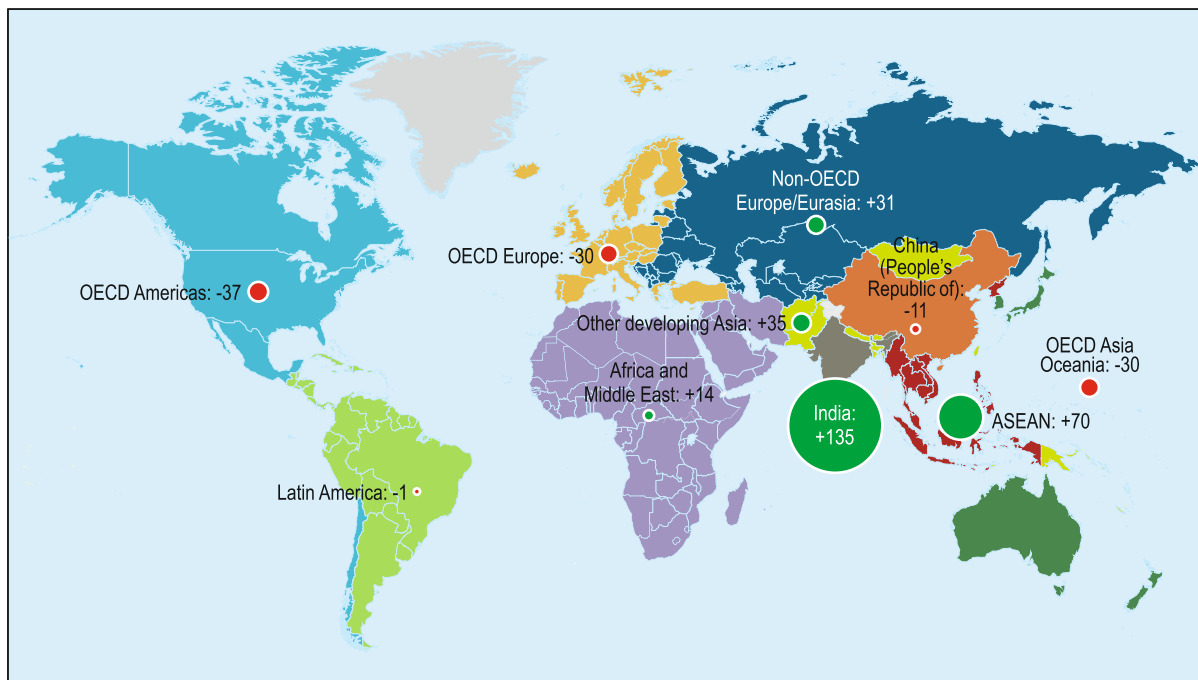 Non-OECD
Europe/Eurasia: +31
OECD Europe: -30
China
(People’s
Republic of):
-11
OECD Americas: -37
Other developing Asia: +35
OECD Asia
Oceania: -30
Africa and
Middle East: +14
India:
+135
ASEAN: +70
Latin America: -1